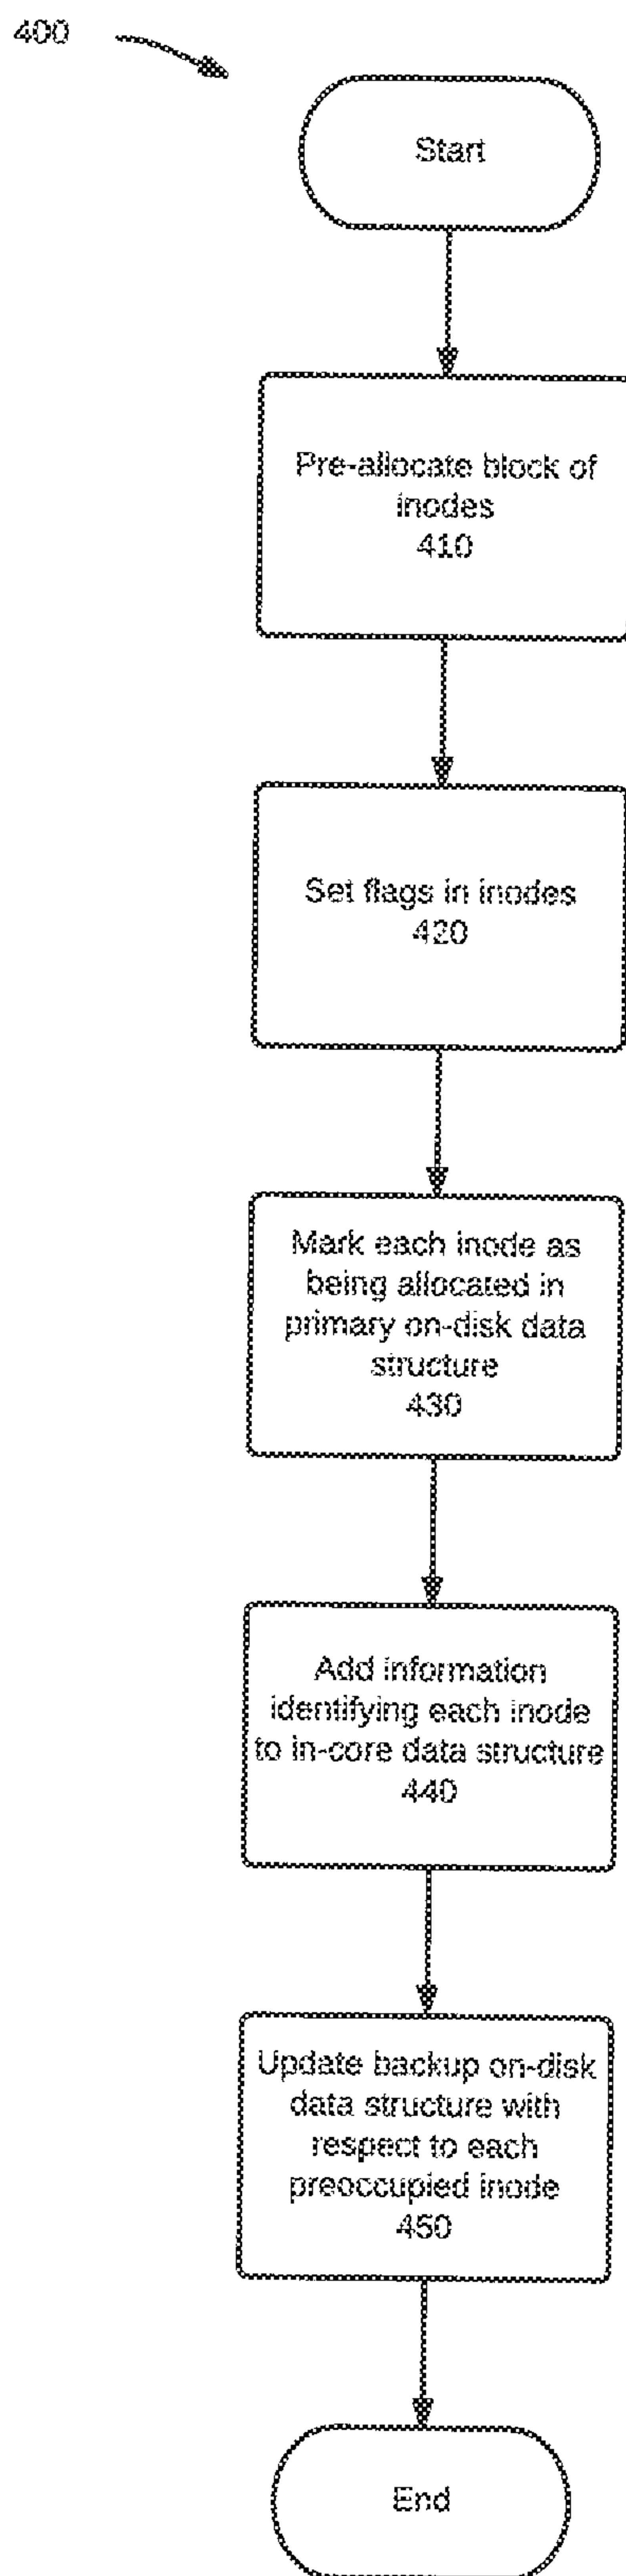 400
Start
Pre-allocate block of
inodes
410
Set flags in inodes
420
Mark each inode as
being allocated in
primary on-disk data
structure
430
Add information
identifying each inode
to in-core data structure
440
Update backup on-disk
data structure with
respect to each
preoccupied inode
450
End